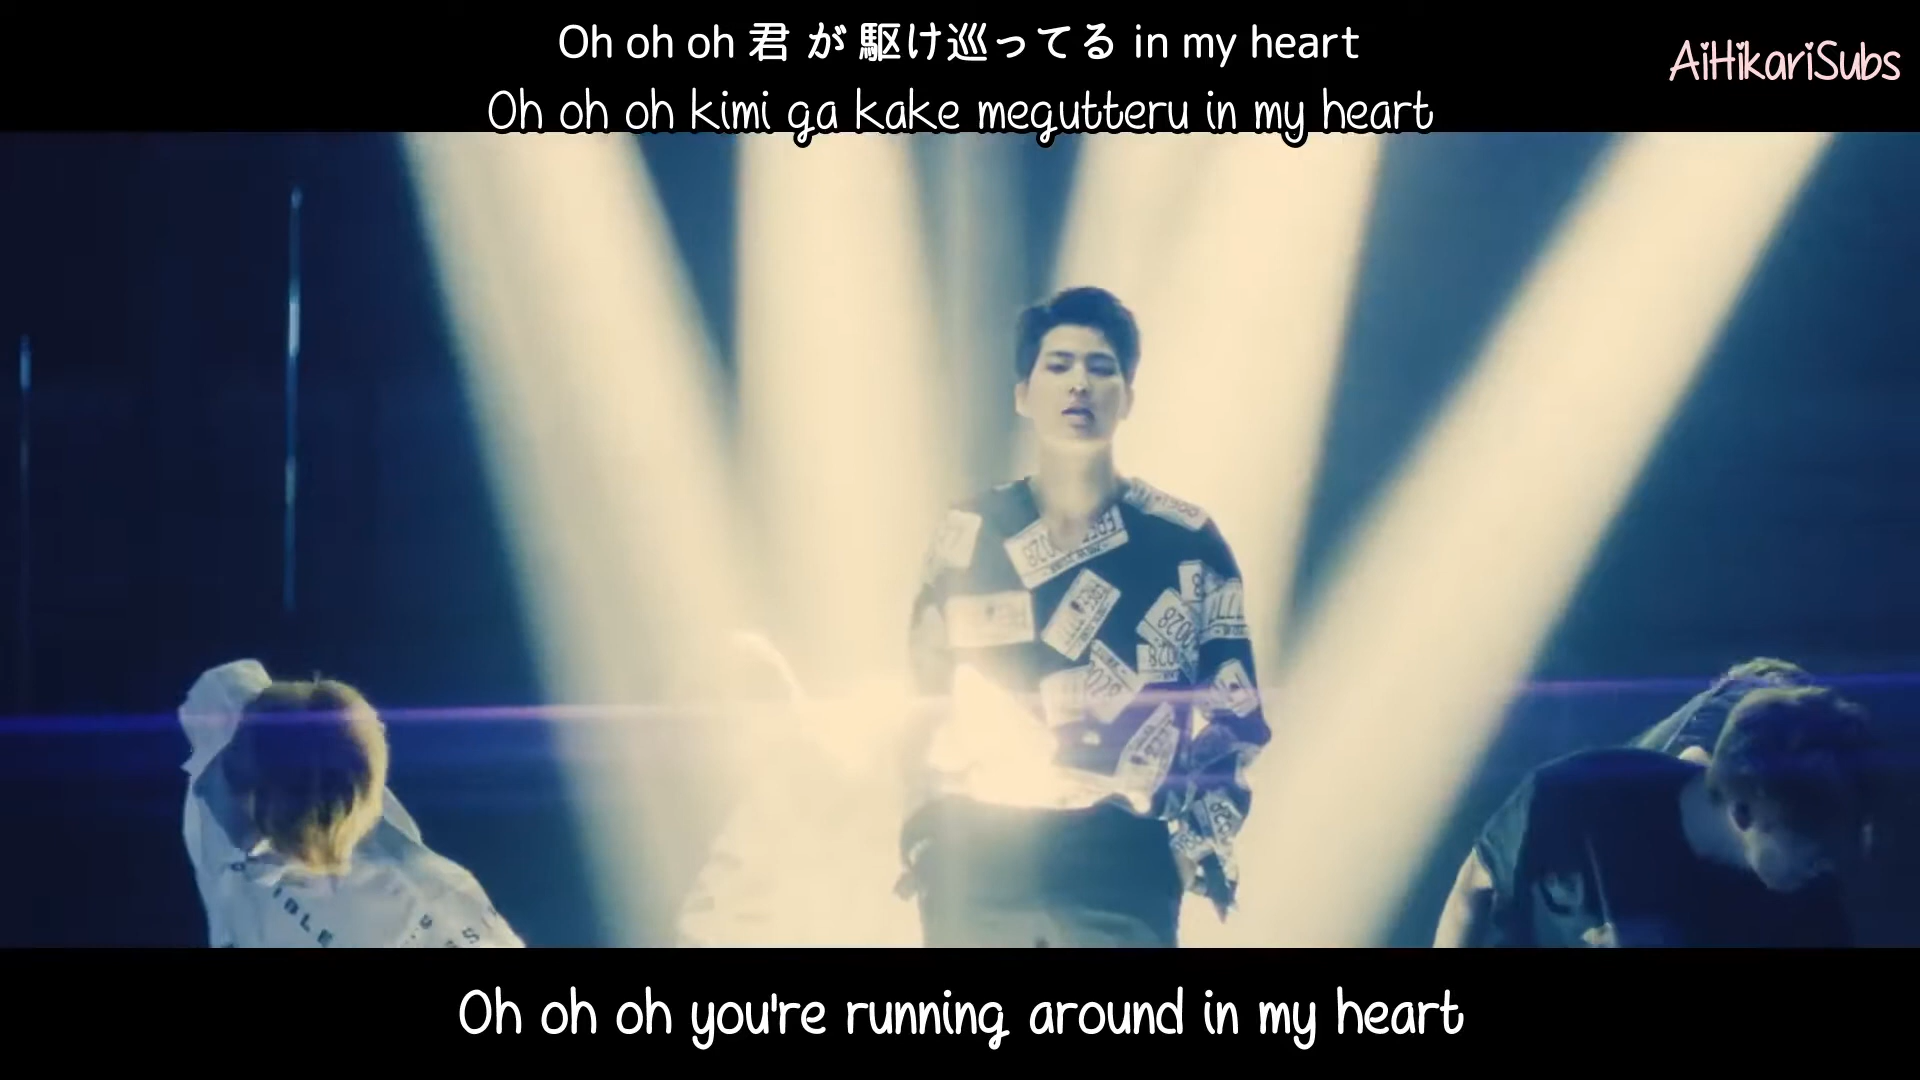 Oh oh oh 君 が 駆け巡ってる in my heart
AiHikariSubs
Oh oh oh kimi ga kake megutteru in my heart
Oh oh oh you're running around in my heart